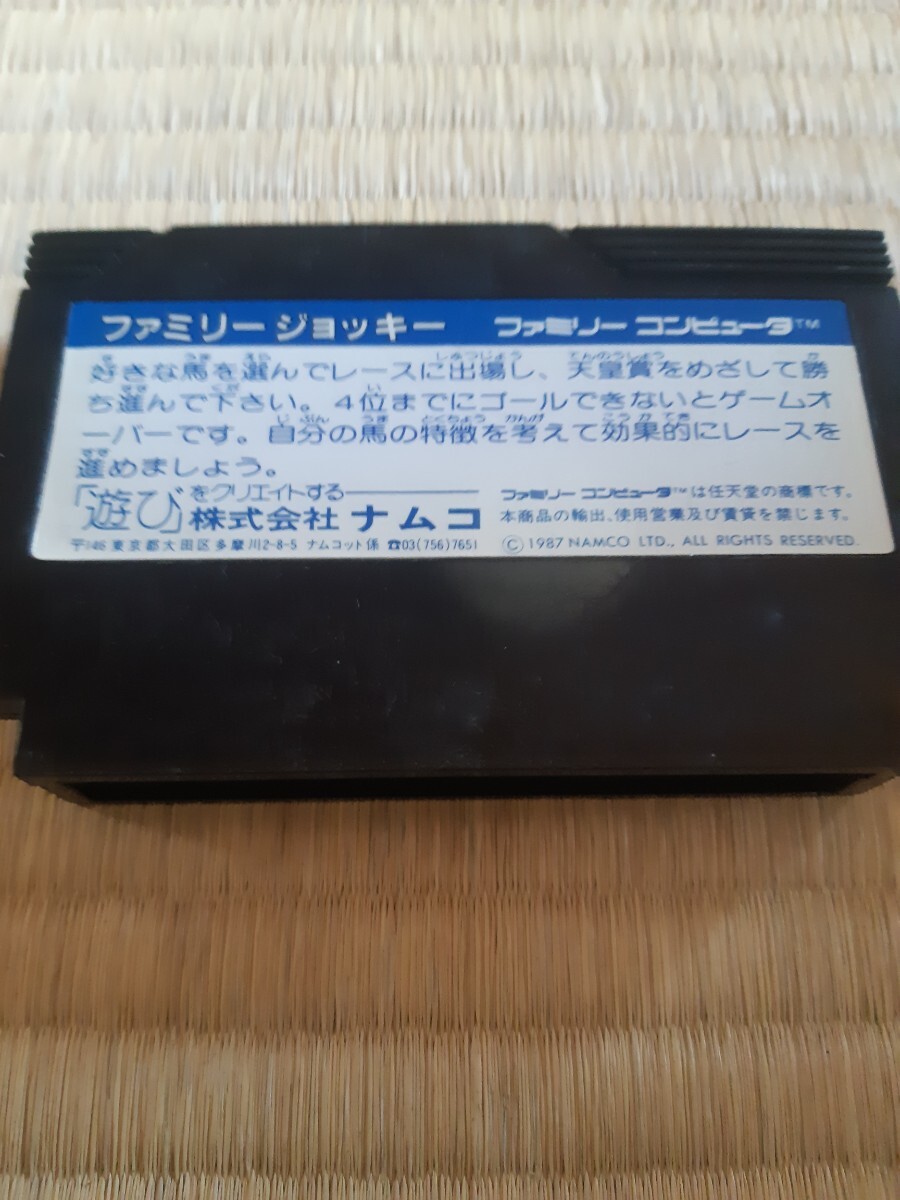 ファミリー ジョッキー ファミリー コンピュータ™
好きな馬を選んでレースに出場し、天皇賞をめざして勝
ち進んで下さい。4位までにゴールできないとゲームオ
ーバーです。自分の馬の特徴を考えて効果的にレースを
進めましょう。
「遊び」をクリエイトする
株式会社 ナムコ
〒146 東京都大田区多摩川2-8-5 ナムコット係 ☎03(756)7651
ファミリー コンピュータ™は任天堂の商標です。
本商品の輸出、使用営業及び賃貸を禁じます。
© 1987 NAMCO LTD., ALL RIGHTS RESERVED.